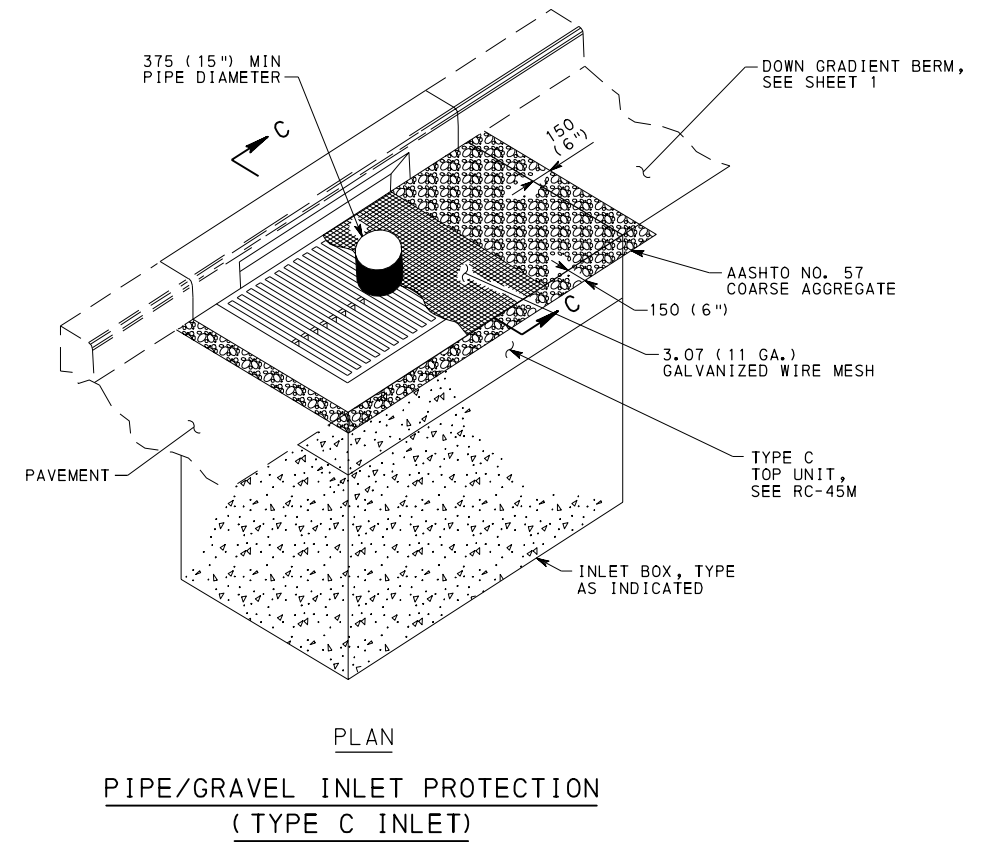 375 (15") MIN
PIPE DIAMETER
DOWN GRADIENT BERM,
SEE SHEET 1
C
150
(6")
AASHTO NO. 57
COARSE AGGREGATE
150 (6")
C
3.07 (11 GA.)
GALVANIZED WIRE MESH
TYPE C
TOP UNIT,
SEE RC-45M
PAVEMENT
INLET BOX, TYPE
AS INDICATED
PLAN
PIPE/GRAVEL INLET PROTECTION
(TYPE C INLET)